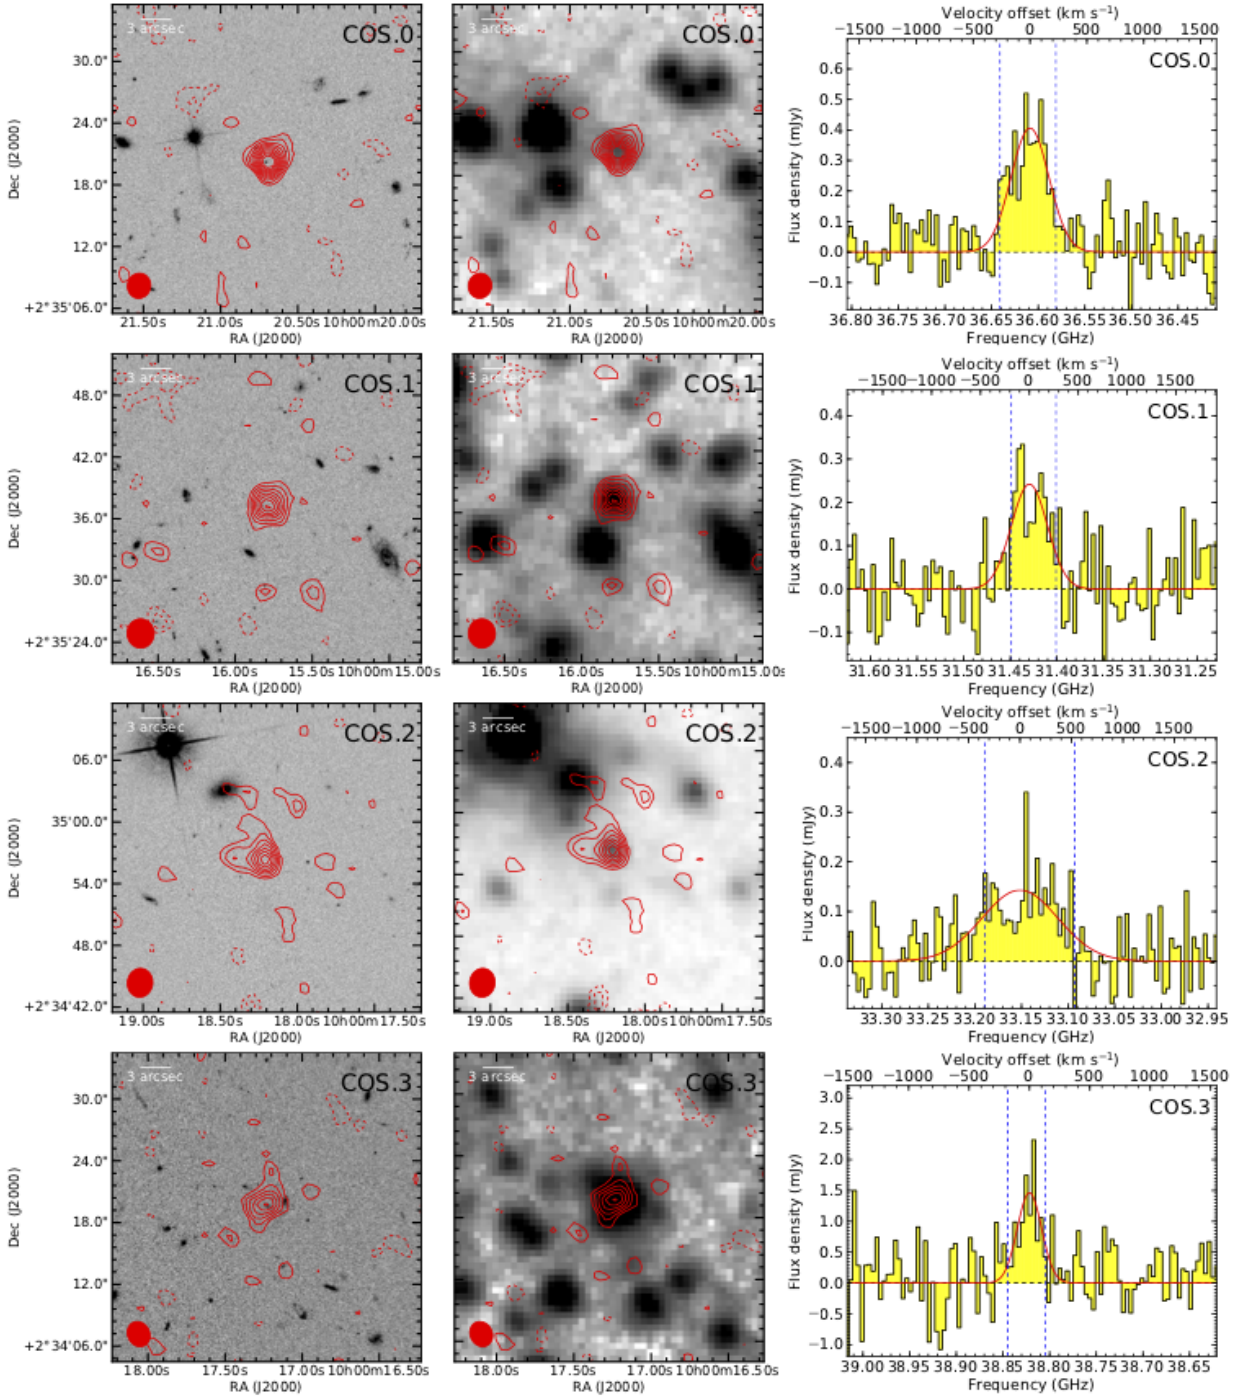 3 arcsec COS.0
30.0"
24.0"
18.0"
12.0"
+2°35'06.0"
Dec (J2000)
21.50s 21.00s 20.50s 10h00m20.00s
RA (J2000)
3 arcsec COS.0
21.50s 21.00s 20.50s 10h00m20.00s
RA (J2000)
Velocity offset (km s⁻¹)
−1500 −1000 −500 0 500 1000 1500
COS.0
Flux density (mJy)
0.6
0.5
0.4
0.3
0.2
0.1
0.0
−0.1
36.80 36.75 36.70 36.65 36.60 36.55 36.50 36.45
Frequency (GHz)
3 arcsec COS.1
48.0"
42.0"
36.0"
30.0"
+2°35'24.0"
Dec (J2000)
16.50s 16.00s 15.50s 10h00m15.00s
RA (J2000)
3 arcsec COS.1
16.50s 16.00s 15.50s 10h00m15.00s
RA (J2000)
Velocity offset (km s⁻¹)
−1500 −1000 −500 0 500 1000 1500
COS.1
Flux density (mJy)
0.4
0.3
0.2
0.1
0.0
−0.1
31.60 31.55 31.50 31.45 31.40 31.35 31.30 31.25
Frequency (GHz)
3 arcsec COS.2
06.0"
35'00.0"
54.0"
48.0"
+2°34'42.0"
Dec (J2000)
19.00s 18.50s 18.00s 10h00m17.50s
RA (J2000)
3 arcsec COS.2
19.00s 18.50s 18.00s 10h00m17.50s
RA (J2000)
Velocity offset (km s⁻¹)
−1500 −1000 −500 0 500 1000 1500
COS.2
Flux density (mJy)
0.4
0.3
0.2
0.1
0.0
33.30 33.25 33.20 33.15 33.10 33.05 33.00 32.95
Frequency (GHz)
3 arcsec COS.3
30.0"
24.0"
18.0"
12.0"
+2°34'06.0"
Dec (J2000)
18.00s 17.50s 17.00s 10h00m16.50s
RA (J2000)
3 arcsec COS.3
18.00s 17.50s 17.00s 10h00m16.50s
RA (J2000)
Velocity offset (km s⁻¹)
−1500 −1000 −500 0 500 1000 1500
COS.3
Flux density (mJy)
3.0
2.5
2.0
1.5
1.0
0.5
0.0
−0.5
−1.0
39.00 38.95 38.90 38.85 38.80 38.75 38.70 38.65
Frequency (GHz)